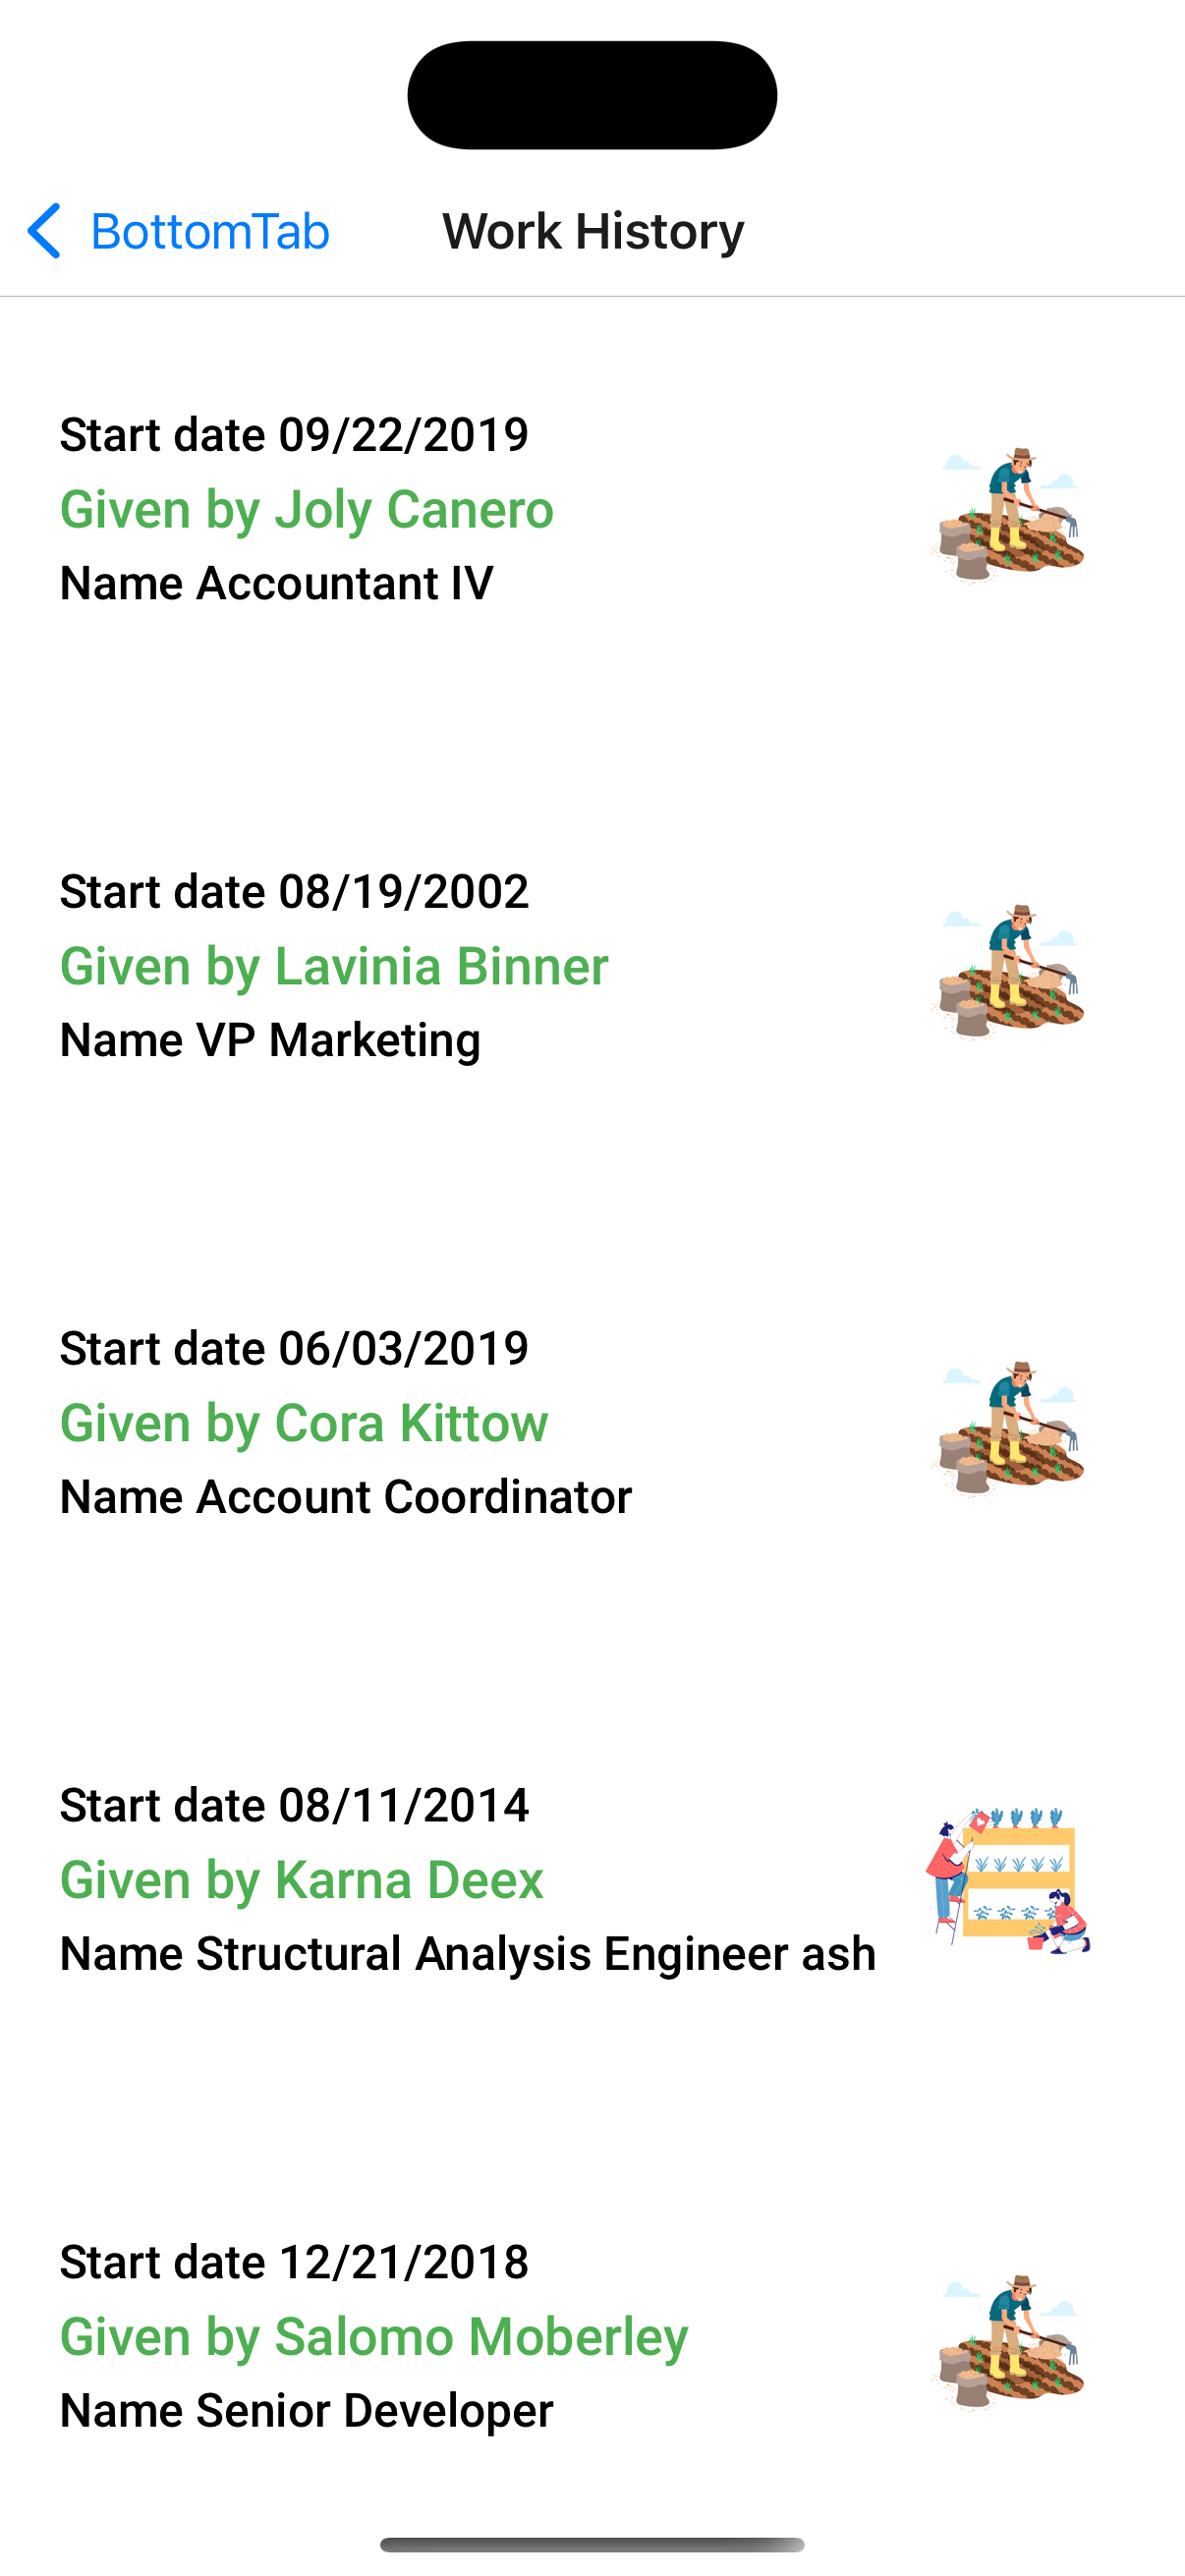 BottomTab Work History
Start date 09/22/2019
Given by Joly Canero
Name Accountant IV
Start date 08/19/2002
Given by Lavinia Binner
Name VP Marketing
Start date 06/03/2019
Given by Cora Kittow
Name Account Coordinator
Start date 08/11/2014
Given by Karna Deex
Name Structural Analysis Engineer ash
Start date 12/21/2018
Given by Salomo Moberley
Name Senior Developer